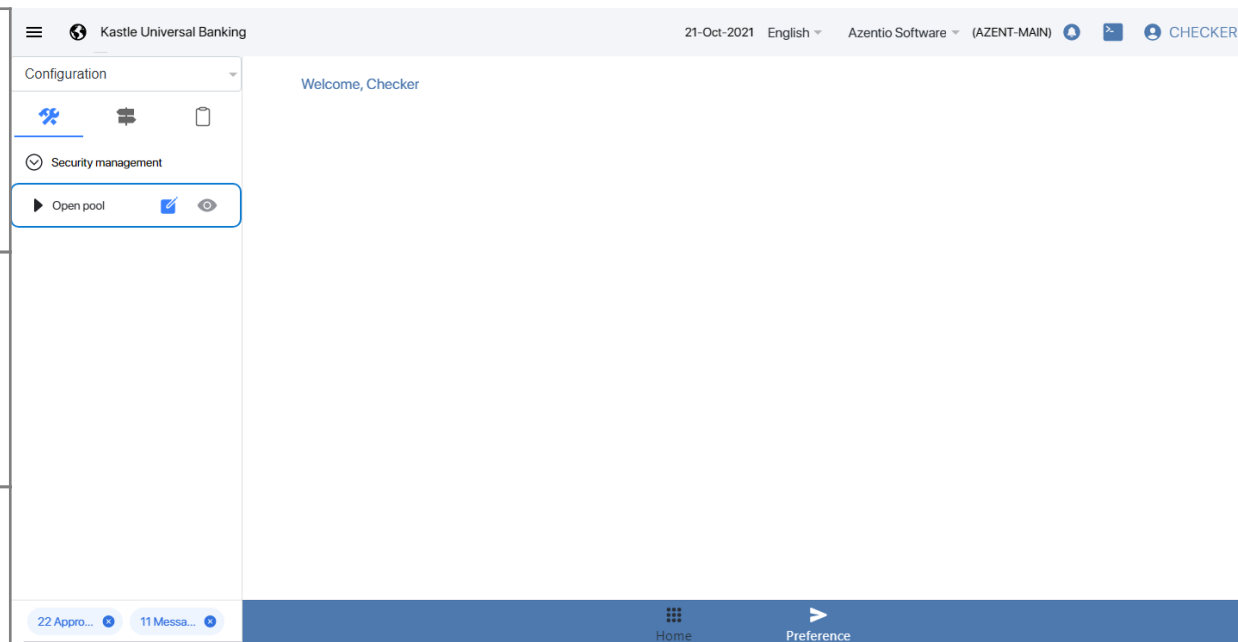 Kastle Universal Banking
21-Oct-2021 English Azentio Software (AZENT-MAIN) CHECKER
Configuration
Welcome, Checker
Security management
Open pool
22 Appro... 11 Messa...
Home Preference